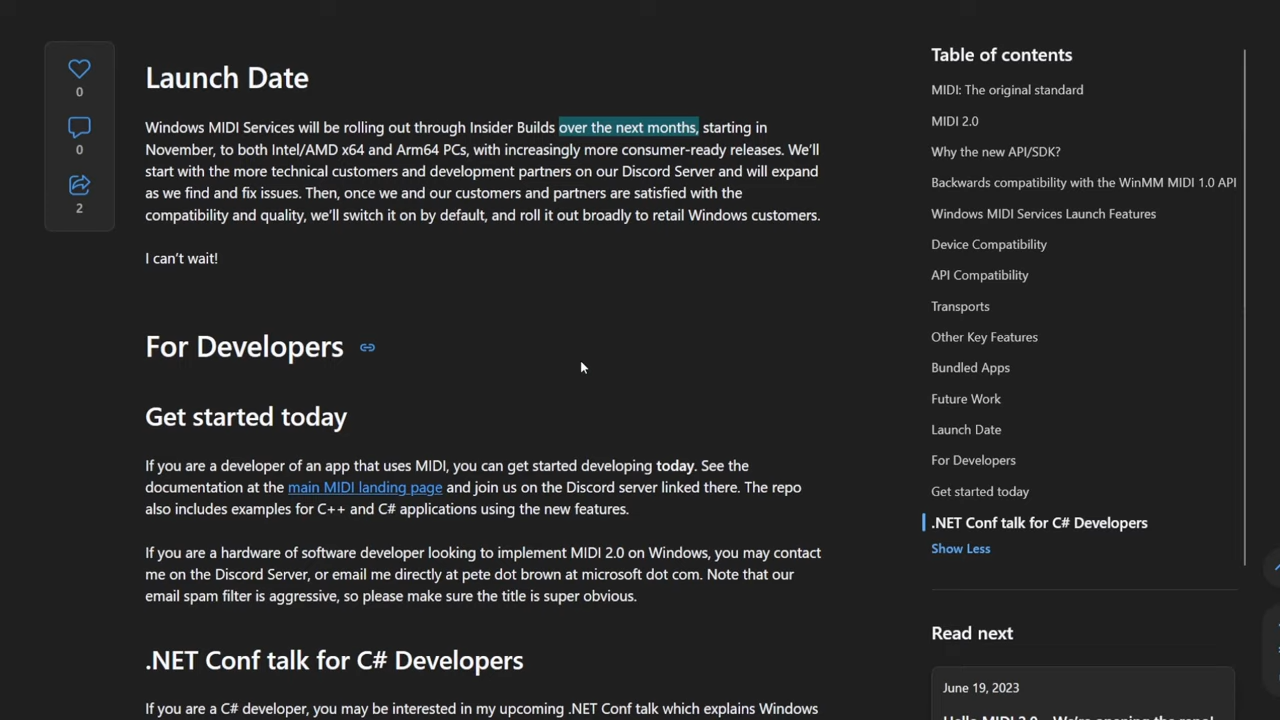 Launch Date
Windows MIDI Services will be rolling out through Insider Builds over the next months, starting in
November, to both Intel/AMD x64 and Arm64 PCs, with increasingly more consumer-ready releases. We’ll
start with the more technical customers and development partners on our Discord Server and will expand
as we find and fix issues. Then, once we and our customers and partners are satisfied with the
compatibility and quality, we’ll switch it on by default, and roll it out broadly to retail Windows customers.
I can’t wait!
For Developers
Get started today
If you are a developer of an app that uses MIDI, you can get started developing today. See the
documentation at the main MIDI landing page and join us on the Discord server linked there. The repo
also includes examples for C++ and C# applications using the new features.
If you are a hardware of software developer looking to implement MIDI 2.0 on Windows, you may contact
me on the Discord Server, or email me directly at pete dot brown at microsoft dot com. Note that our
email spam filter is aggressive, so please make sure the title is super obvious.
.NET Conf talk for C# Developers
If you are a C# developer, you may be interested in my upcoming .NET Conf talk which explains Windows
0
0
2
Table of contents
MIDI: The original standard
MIDI 2.0
Why the new API/SDK?
Backwards compatibility with the WinMM MIDI 1.0 API
Windows MIDI Services Launch Features
Device Compatibility
API Compatibility
Transports
Other Key Features
Bundled Apps
Future Work
Launch Date
For Developers
Get started today
.NET Conf talk for C# Developers
Show Less
Read next
June 19, 2023
Hello MIDI 2.0 – We’re opening the repo!